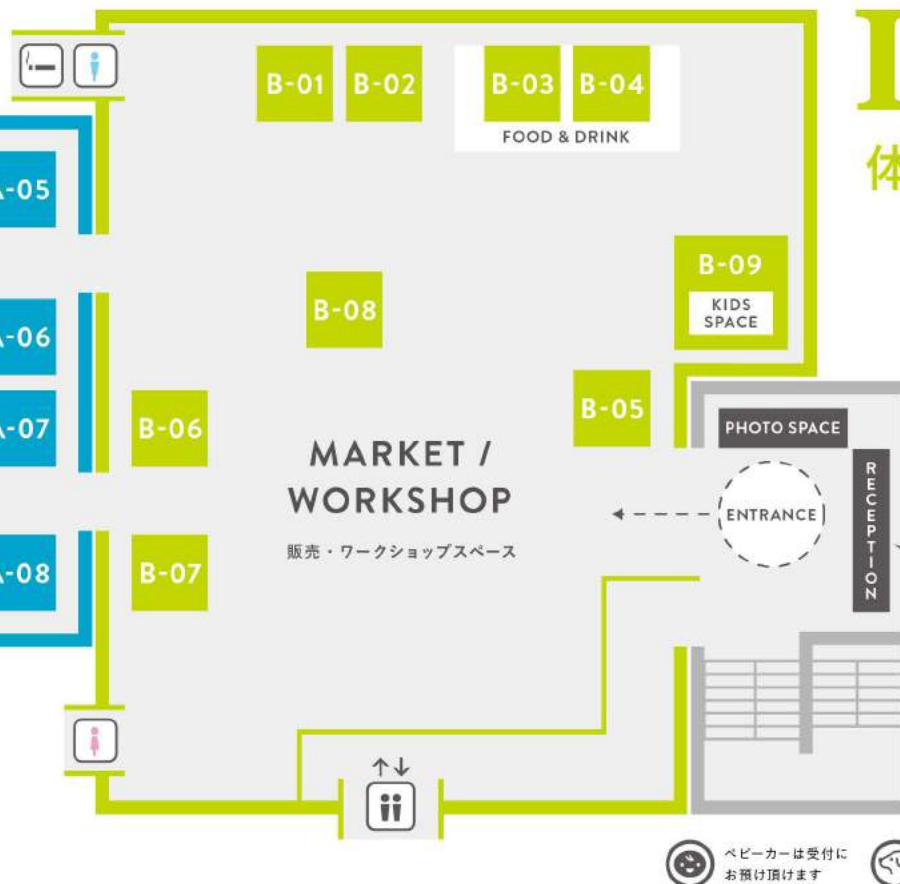 B-01
B-02
B-03
B-04
FOOD & DRINK
体
-05
B-09
KIDS
SPACE
B-08
-06
B-05
-07
B-06
PHOTO SPACE
MARKET /
WORKSHOP
RECEPTION
ENTRANCE
販売・ワークショップスペース
-08
B-07
ベビーカーは受付に
お預け頂けます